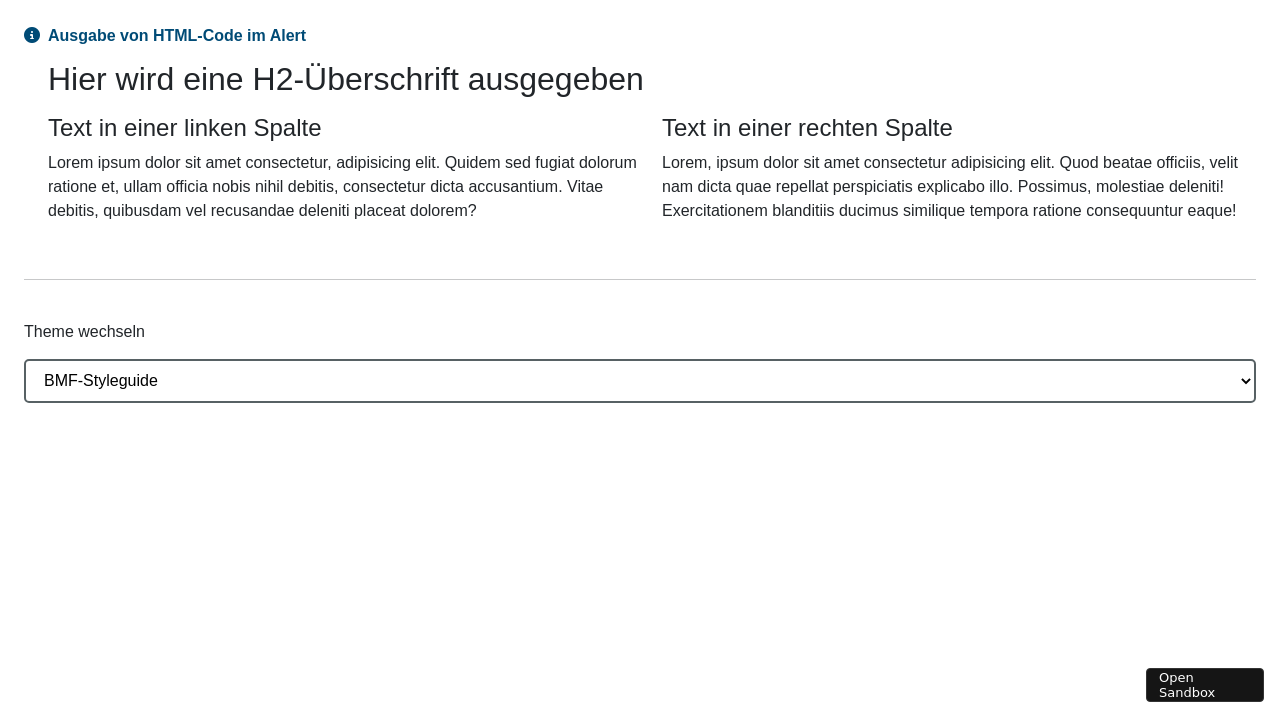 Ausgabe von HTML-Code im Alert
Hier wird eine H2-Überschrift ausgegeben
Text in einer linken Spalte
Lorem ipsum dolor sit amet consectetur, adipisicing elit. Quidem sed fugiat dolorum
ratione et, ullam officia nobis nihil debitis, consectetur dicta accusantium. Vitae
debitis, quibusdam vel recusandae deleniti placeat dolorem?
Text in einer rechten Spalte
Lorem, ipsum dolor sit amet consectetur adipisicing elit. Quod beatae officiis, velit
nam dicta quae repellat perspiciatis explicabo illo. Possimus, molestiae deleniti!
Exercitationem blanditiis ducimus similique tempora ratione consequuntur eaque!
Theme wechseln
BMF-Styleguide
Open
Sandbox